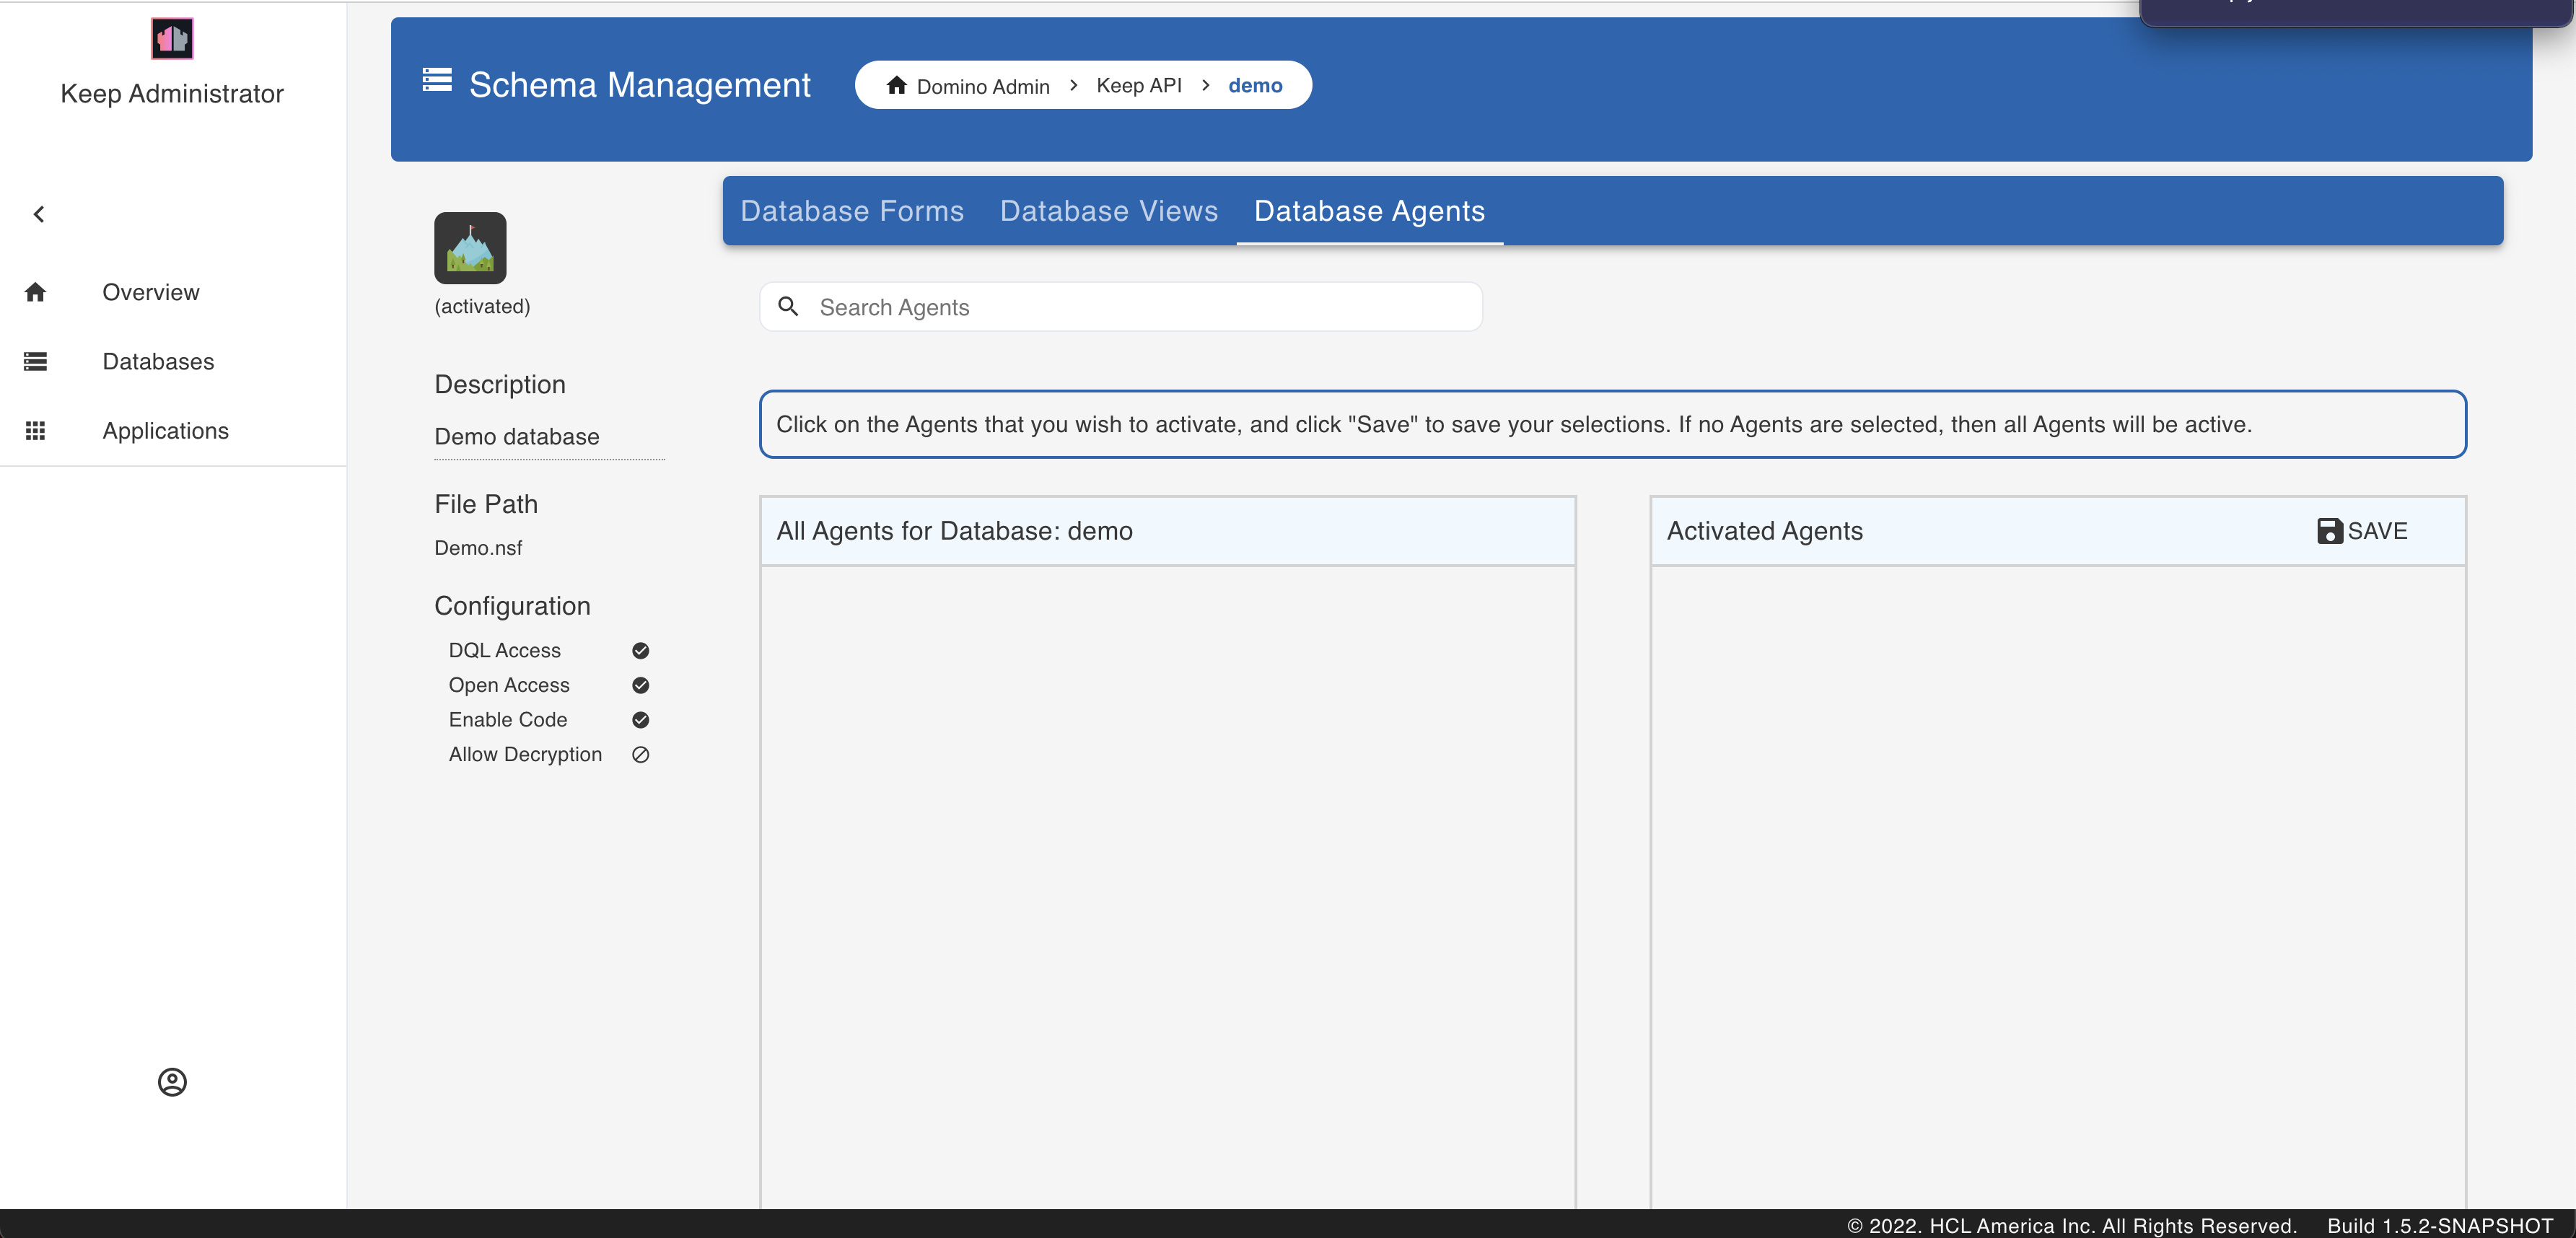 Keep Administrator
Overview
Databases
Applications
Schema Management
Domino Admin > Keep API > demo
Database Forms Database Views Database Agents
(activated)
Description
Demo database
File Path
Demo.nsf
Configuration
DQL Access
Open Access
Enable Code
Allow Decryption
Search Agents
Click on the Agents that you wish to activate, and click "Save" to save your selections. If no Agents are selected, then all Agents will be active.
All Agents for Database: demo
Activated Agents
SAVE
© 2022. HCL America Inc. All Rights Reserved. Build 1.5.2-SNAPSHOT